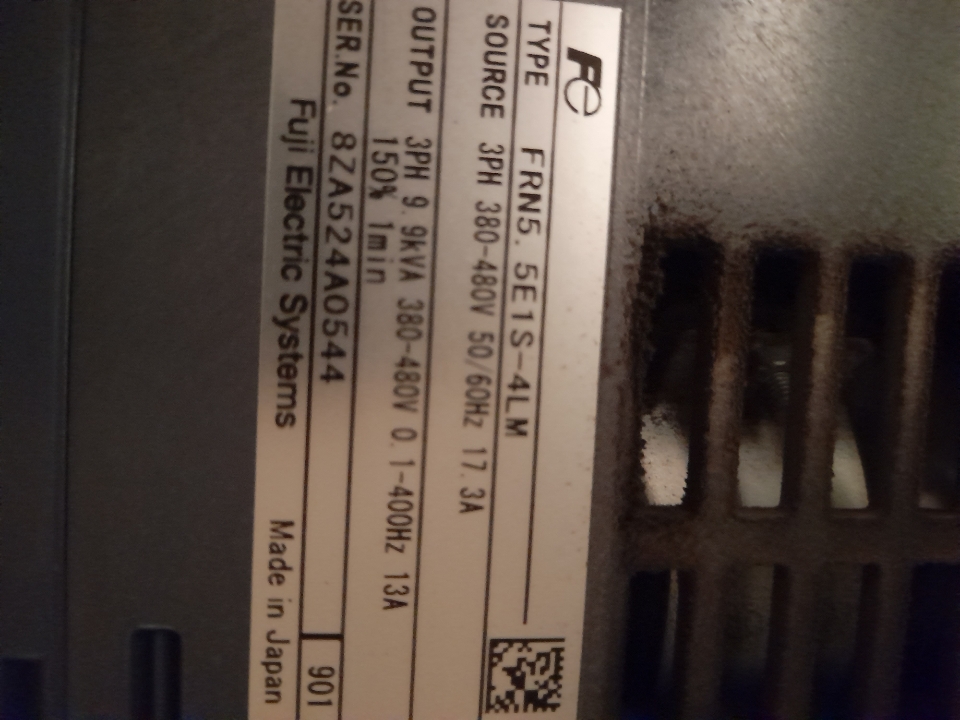 Fe
TYPE FRN5.5E1S-4LM
SOURCE 3PH 380-480V 50/60Hz 17.3A
OUTPUT 3PH 9.9kVA 380-480V 0.1-400Hz 13A
150% 1min
SER.No. 8ZA524A0544 901
Fuji Electric Systems Made in Japan